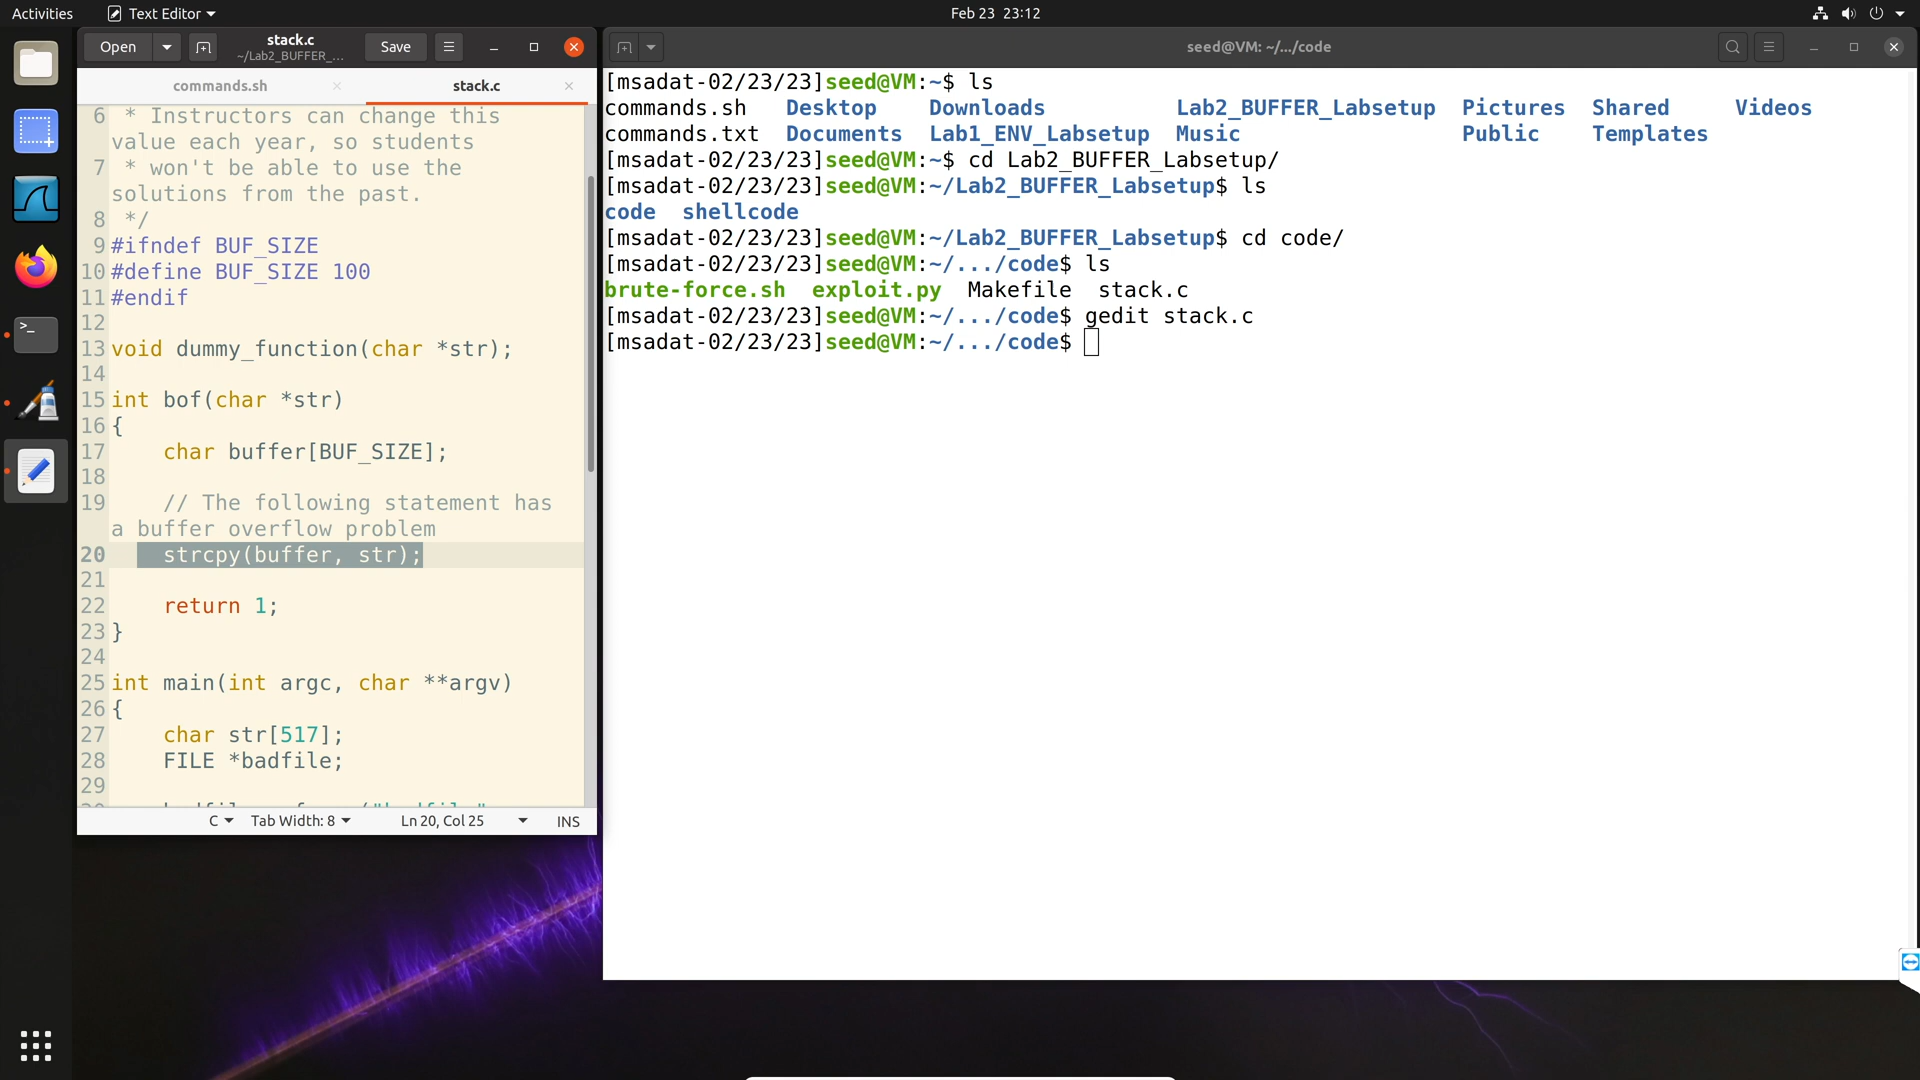 Activities
Text Editor
Feb 23 23:12
Open
stack.c
~/Lab2_BUFFER_...
Save
commands.sh
stack.c
6 * Instructors can change this
value each year, so students
7 * won't be able to use the
solutions from the past.
8 */
9 #ifndef BUF_SIZE
10 #define BUF_SIZE 100
11 #endif
12
13 void dummy_function(char *str);
14
15 int bof(char *str)
16 {
17 char buffer[BUF_SIZE];
18
19 // The following statement has
a buffer overflow problem
20 strcpy(buffer, str);
21
22 return 1;
23 }
24
25 int main(int argc, char **argv)
26 {
27 char str[517];
28 FILE *badfile;
29
C
Tab Width: 8
Ln 20, Col 25
INS
seed@VM: ~/.../code
[msadat-02/23/23]seed@VM:~$ ls
commands.sh Desktop Downloads Lab2_BUFFER_Labsetup Pictures Shared Videos
commands.txt Documents Lab1_ENV_Labsetup Music Public Templates
[msadat-02/23/23]seed@VM:~$ cd Lab2_BUFFER_Labsetup/
[msadat-02/23/23]seed@VM:~/Lab2_BUFFER_Labsetup$ ls
code shellcode
[msadat-02/23/23]seed@VM:~/Lab2_BUFFER_Labsetup$ cd code/
[msadat-02/23/23]seed@VM:~/.../code$ ls
brute-force.sh exploit.py Makefile stack.c
[msadat-02/23/23]seed@VM:~/.../code$ gedit stack.c
[msadat-02/23/23]seed@VM:~/.../code$